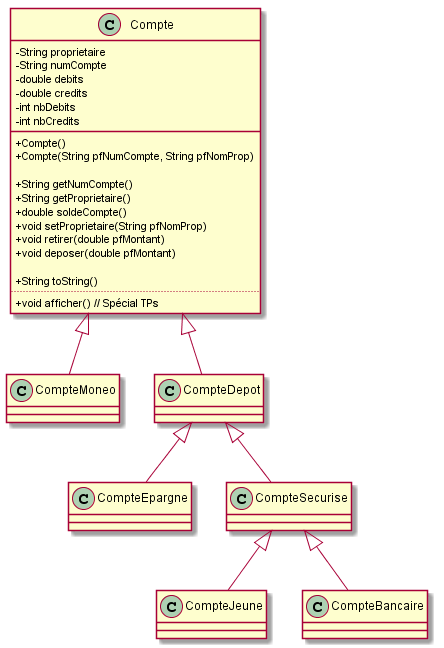 C Compte
-String proprietaire
-String numCompte
-double debits
-double credits
-int nbDebits
-int nbCredits
+Compte()
+Compte(String pfNumCompte, String pfNomProp)
+String getNumCompte()
+String getProprietaire()
+double soldeCompte()
+void setProprietaire(String pfNomProp)
+void retirer(double pfMontant)
+void deposer(double pfMontant)
+String toString()
+void afficher() // Spécial TPs
C CompteMoneo
C CompteDepot
C CompteEpargne
C CompteSecurise
C CompteJeune
C CompteBancaire